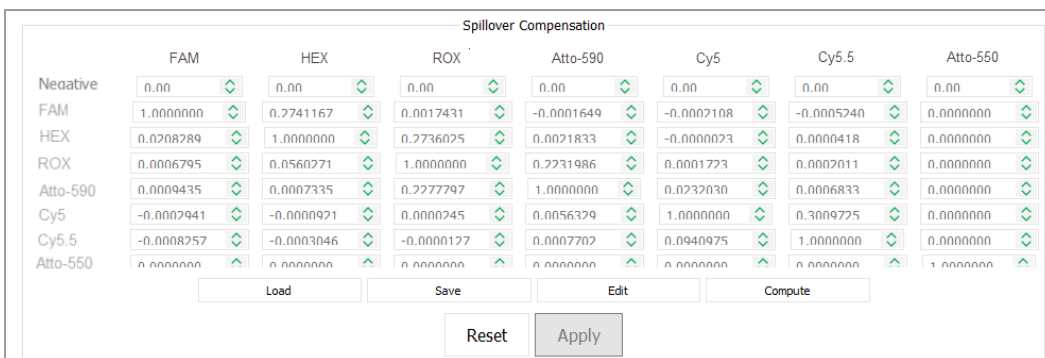 Spillover Compensation
FAM HEX ROX Atto-590 Cy5 Cy5.5 Atto-550
Negative 0.00 0.00 0.00 0.00 0.00 0.00 0.00
FAM 1.0000000 0.2741167 0.0017431 -0.0001649 -0.0002108 -0.0005240 0.0000000
HEX 0.0208289 1.0000000 0.2736025 0.0021833 -0.0000023 0.0000418 0.0000000
ROX 0.0006795 0.0560271 1.0000000 0.2231986 0.0001723 0.0002011 0.0000000
Atto-590 0.0009435 0.0007335 0.2277797 1.0000000 0.0232030 0.0006833 0.0000000
Cy5 -0.0002941 -0.0000921 0.0000245 0.0056329 1.0000000 0.3009725 0.0000000
Cy5.5 -0.0008257 -0.0003046 -0.0000127 0.0007702 0.0940975 1.0000000 0.0000000
Atto-550 0.0000000 0.0000000 0.0000000 0.0000000 0.0000000 0.0000000 1.0000000
Load Save Edit Compute
Reset Apply